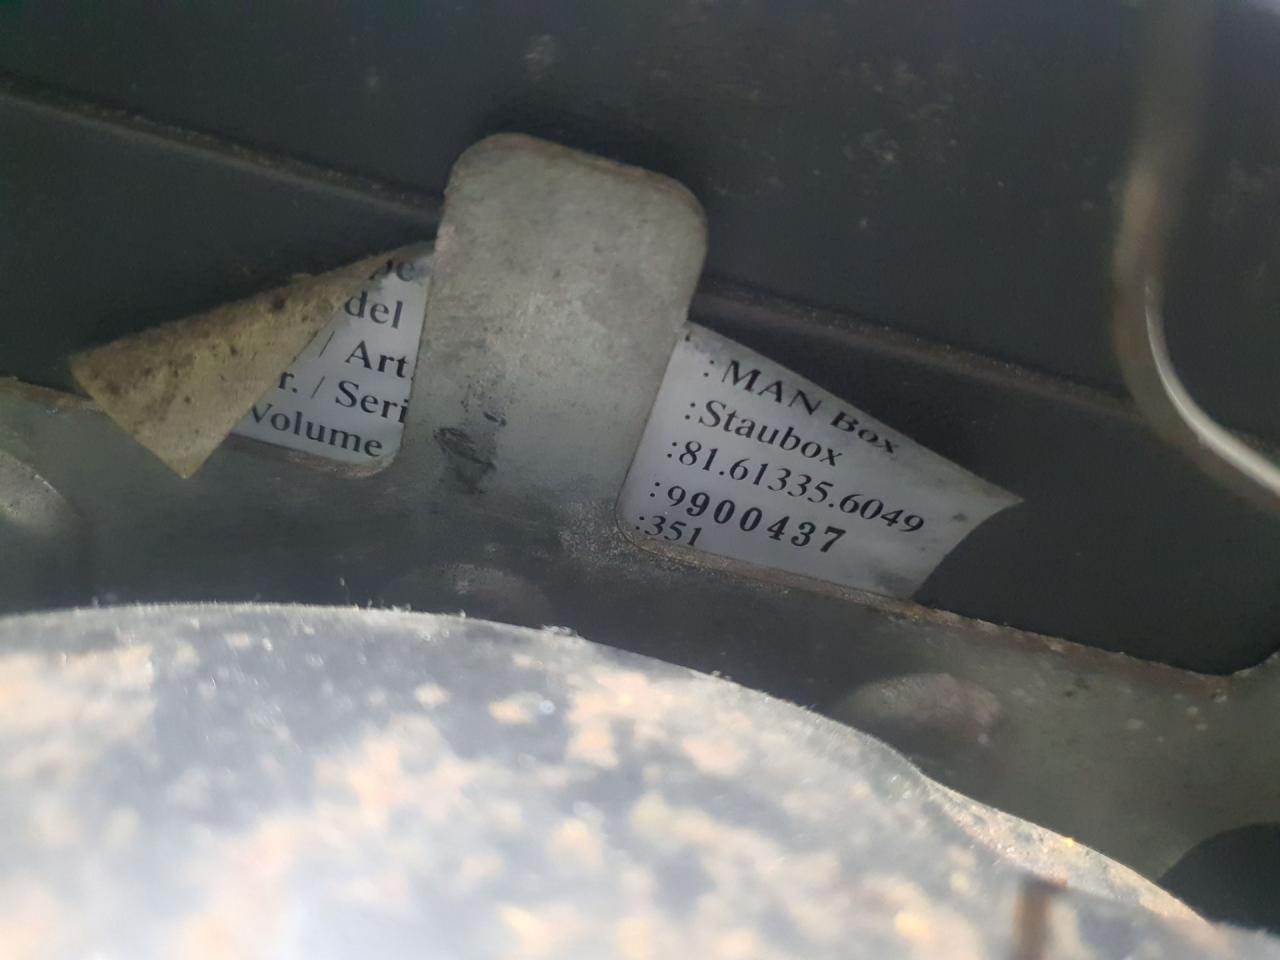 del :MAN Box
/ Art :Staubox
r. / Seri :81.61335.6049
Volume :9900437
:351